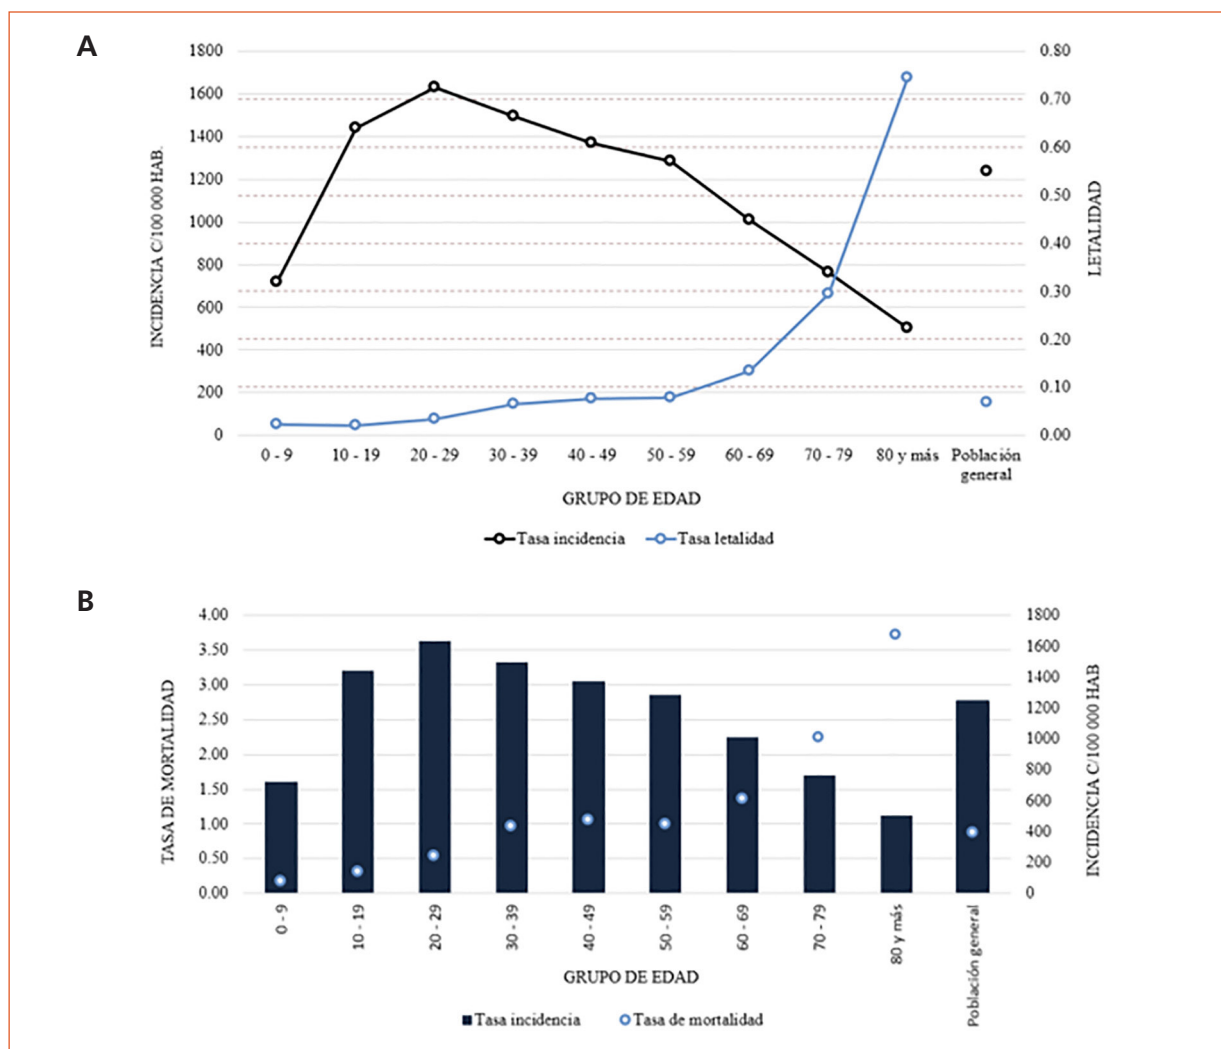 A
1800
1600
1400
1200
1000
800
600
400
200
0
INCIDENCIA C/100 000 HAB.
0.80
0.70
0.60
0.50
0.40
0.30
0.20
0.10
0.00
LETALIDAD
0 - 9 10 - 19 20 - 29 30 - 39 40 - 49 50 - 59 60 - 69 70 - 79 80 y más Población
general
GRUPO DE EDAD
Tasa incidencia Tasa letalidad
B
4.00
3.50
3.00
2.50
2.00
1.50
1.00
0.50
0.00
TASA DE MORTALIDAD
1800
1600
1400
1200
1000
800
600
400
200
0
INCIDENCIA C/100 000 HAB
0 - 9
10 - 19
20 - 29
30 - 39
40 - 49
50 - 59
60 - 69
70 - 79
80 y más
Población general
GRUPO DE EDAD
Tasa incidencia Tasa de mortalidad